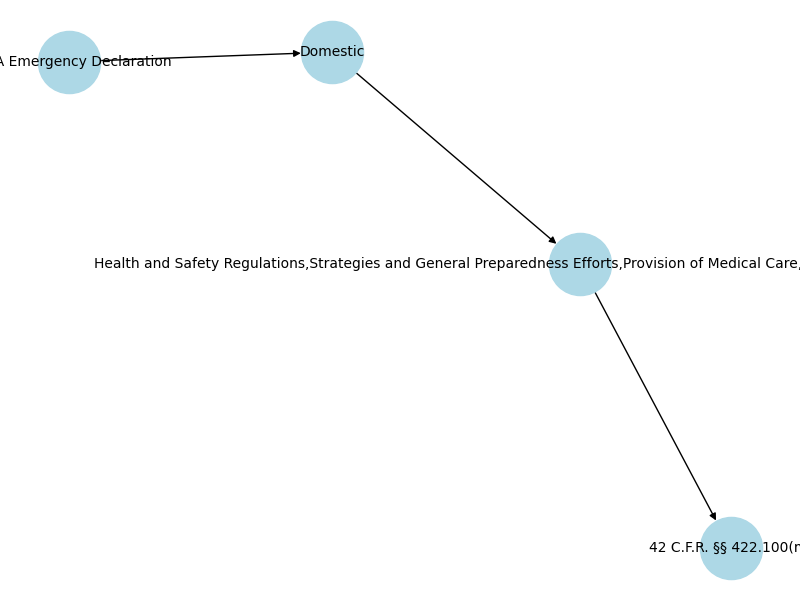 A Emergency Declaration
Domestic
Health and Safety Regulations,Strategies and General Preparedness Efforts,Provision of Medical Care,
42 C.F.R. §§ 422.100(